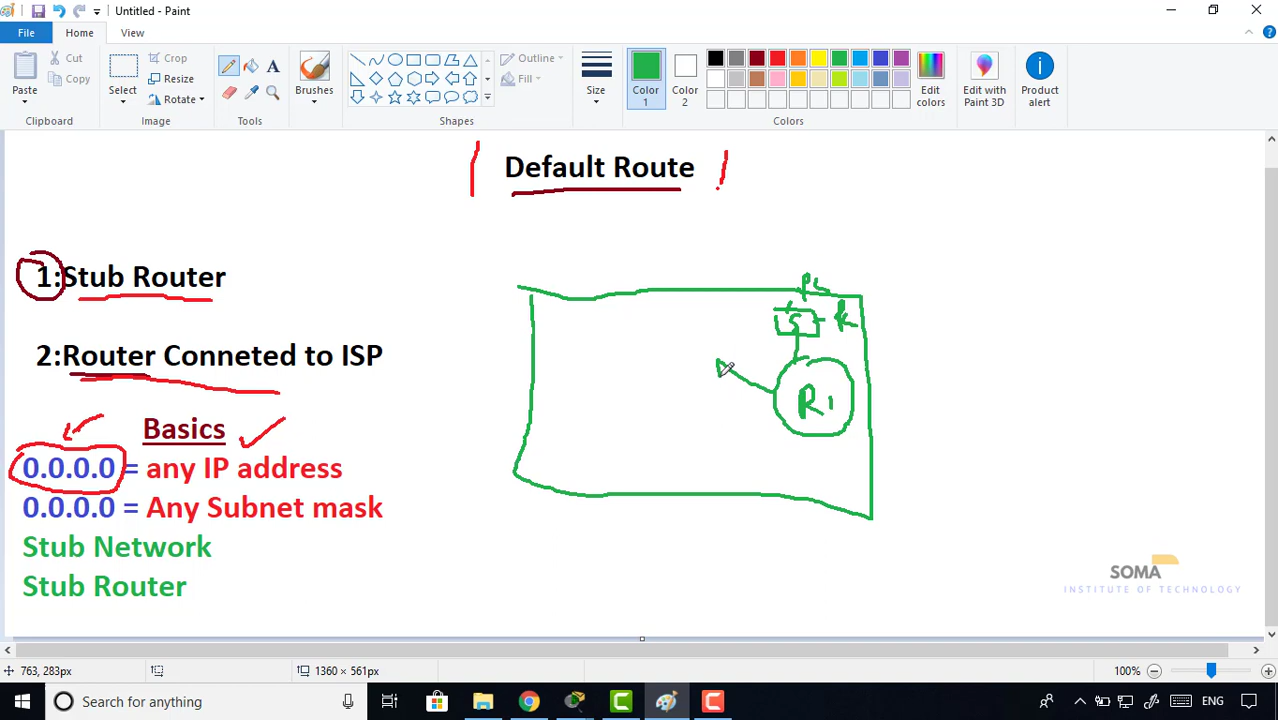 Untitled - Paint
File Home View
Paste
Cut
Copy
Clipboard
Select
Crop
Resize
Rotate
Image
A
Tools
Brushes
Outline
Fill
Shapes
Size
Color 1
Color 2
Colors
Edit colors
Edit with Paint 3D
Product alert
Default Route
1:Stub Router
2:Router Conneted to ISP
Basics
0.0.0.0 = any IP address
0.0.0.0 = Any Subnet mask
Stub Network
Stub Router
PC
S
R1
SOMA
INSTITUTE OF TECHNOLOGY
763, 283px
1360 × 561px
100%
Search for anything
ENG